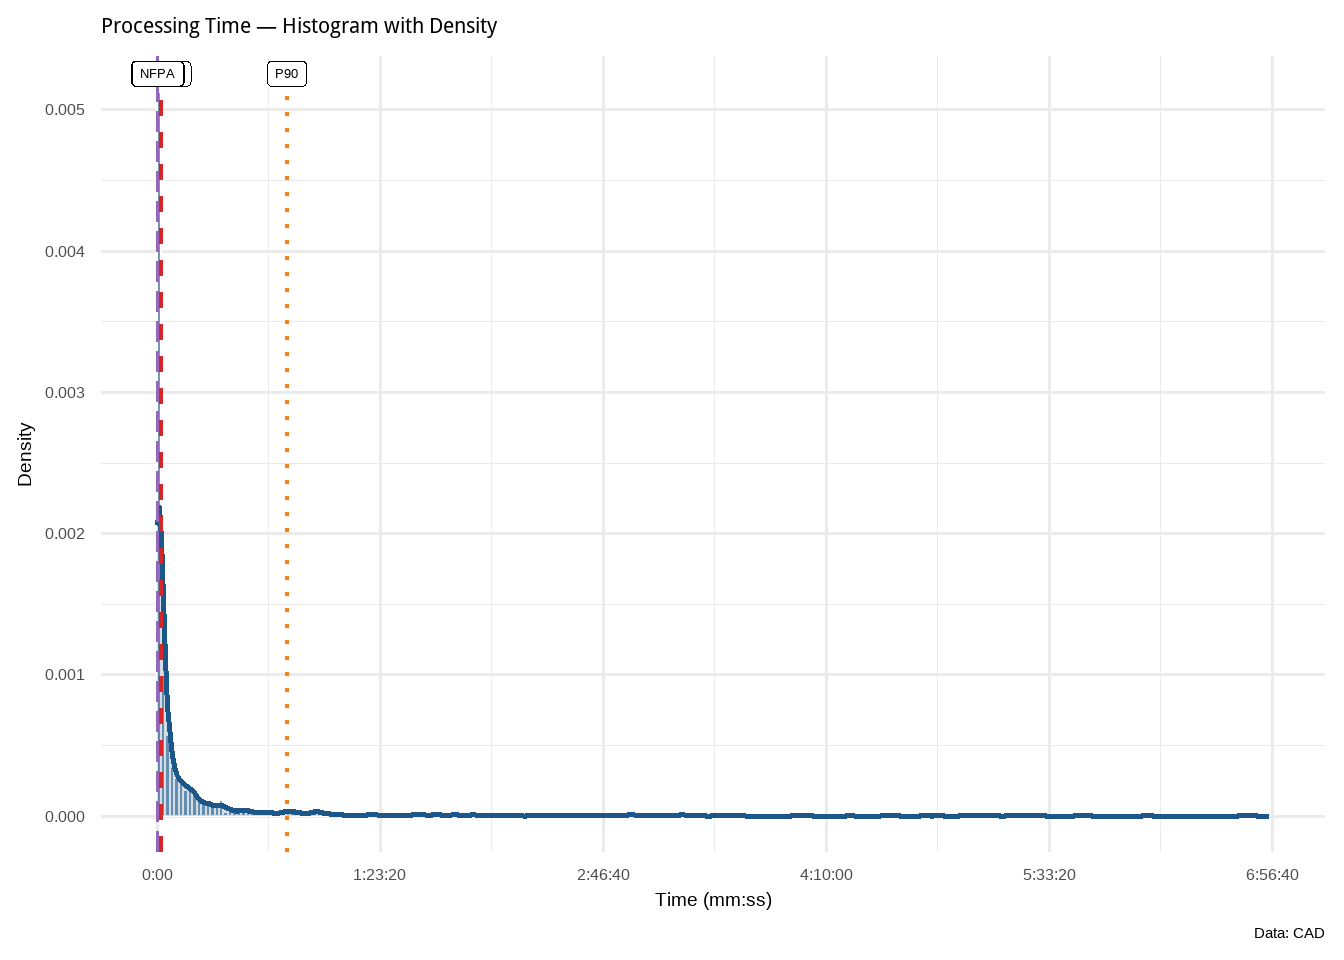 Processing Time — Histogram with Density
NFPA
P90
0.005
0.004
0.003
0.002
0.001
0.000
Density
0:00
1:23:20
2:46:40
4:10:00
5:33:20
6:56:40
Time (mm:ss)
Data: CAD